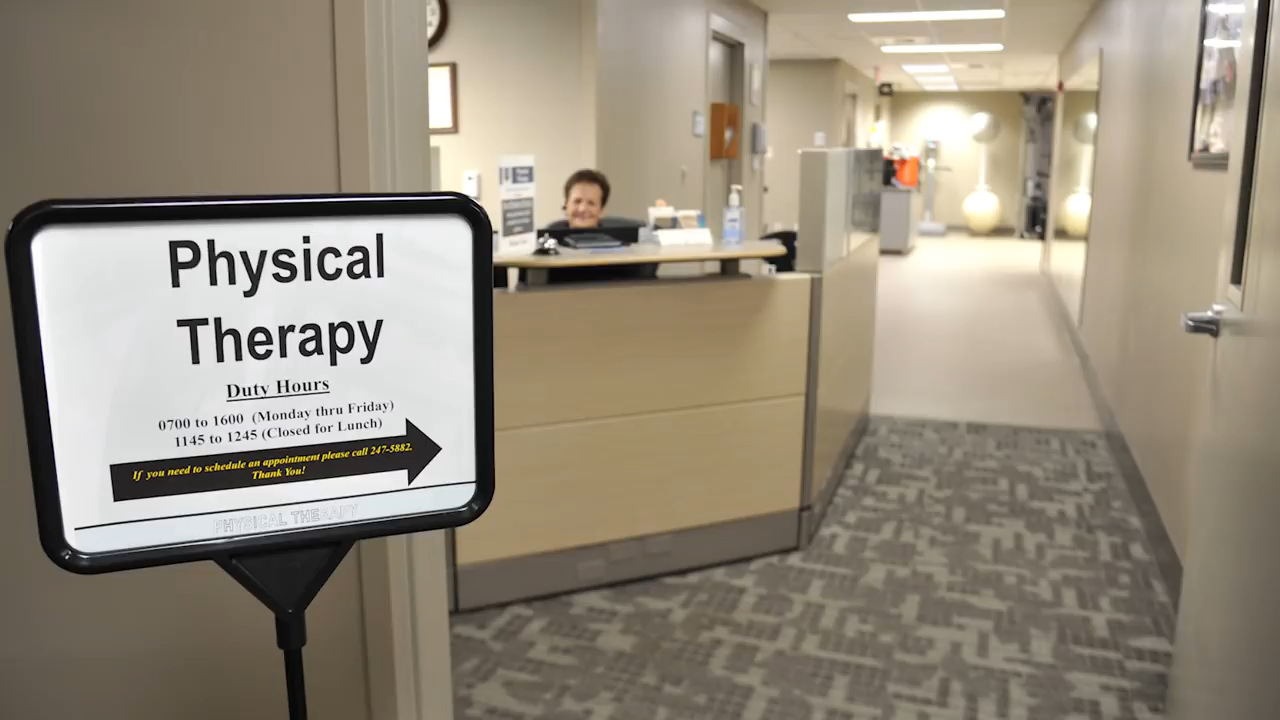 Physical
Therapy
Duty Hours
0700 to 1600 (Monday thru Friday)
1145 to 1245 (Closed for Lunch)
If you need to schedule an appointment please call 247-5882.
Thank You!
PHYSICAL THERAPY